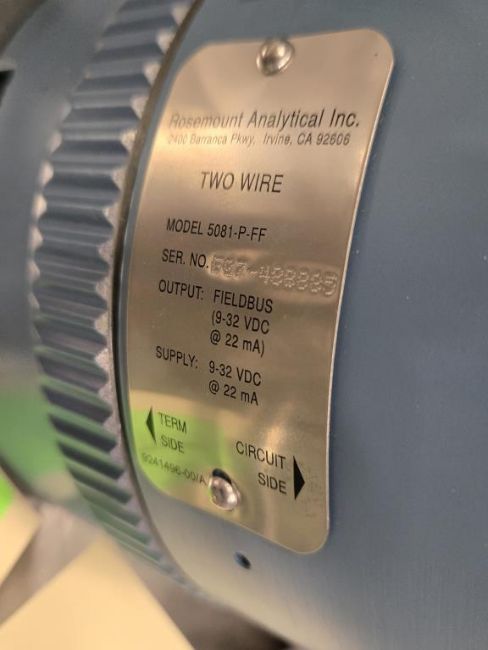 Rosemount Analytical Inc.
2400 Barranca Pkwy, Irvine, CA 92606
TWO WIRE
MODEL 5081-P-FF
SER. NO.
OUTPUT: FIELDBUS
(9-32 VDC
@ 22 mA)
SUPPLY: 9-32 VDC
@ 22 mA
TERM
SIDE
CIRCUIT
SIDE
9241496-00/A